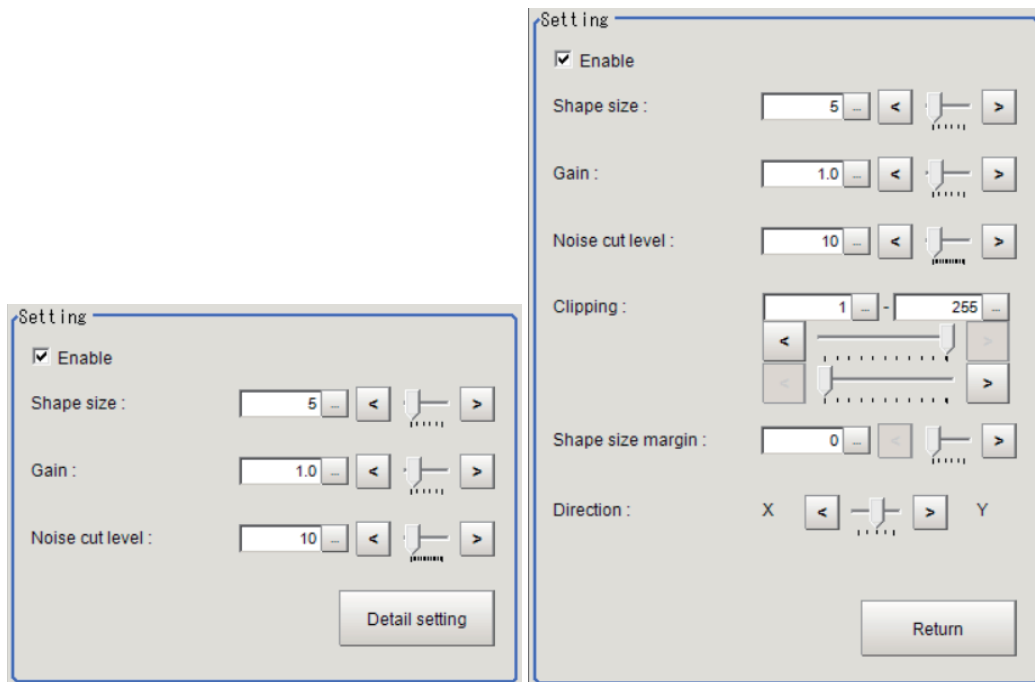 Setting
Enable
Shape size : 5 ... < >
Gain : 1.0 ... < >
Noise cut level : 10 ... < >
Detail setting
Setting
Enable
Shape size : 5 ... < >
Gain : 1.0 ... < >
Noise cut level : 10 ... < >
Clipping : 1 ... - 255 ...
< >
< >
Shape size margin : 0 ... < >
Direction : X < > Y
Return